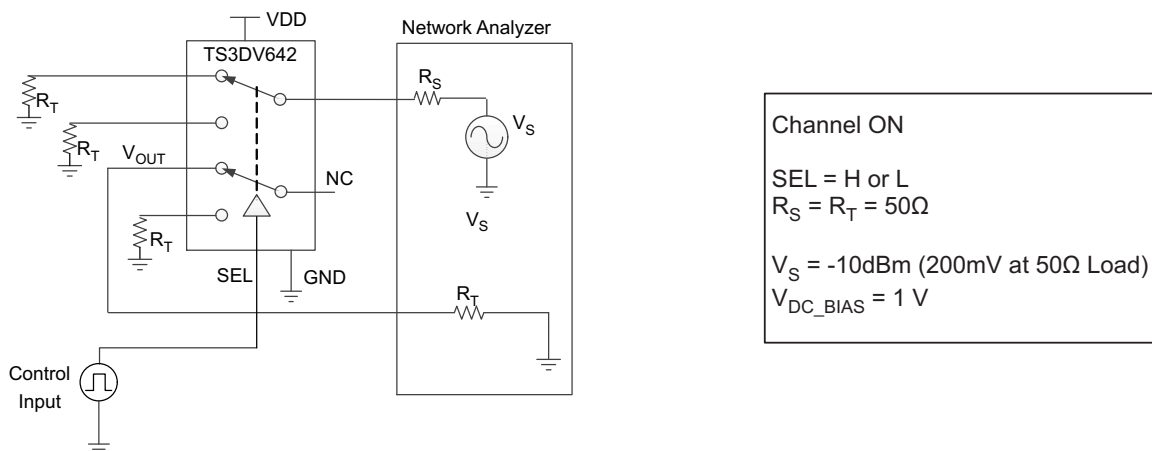 VDD
Network Analyzer
TS3DV642
R_S
R_T
V_S
R_T
V_OUT
NC
V_S
R_T
SEL
GND
R_T
Control
Input
Channel ON
SEL = H or L
R_S = R_T = 50Ω
V_S = -10dBm (200mV at 50Ω Load)
V_DC_BIAS = 1 V